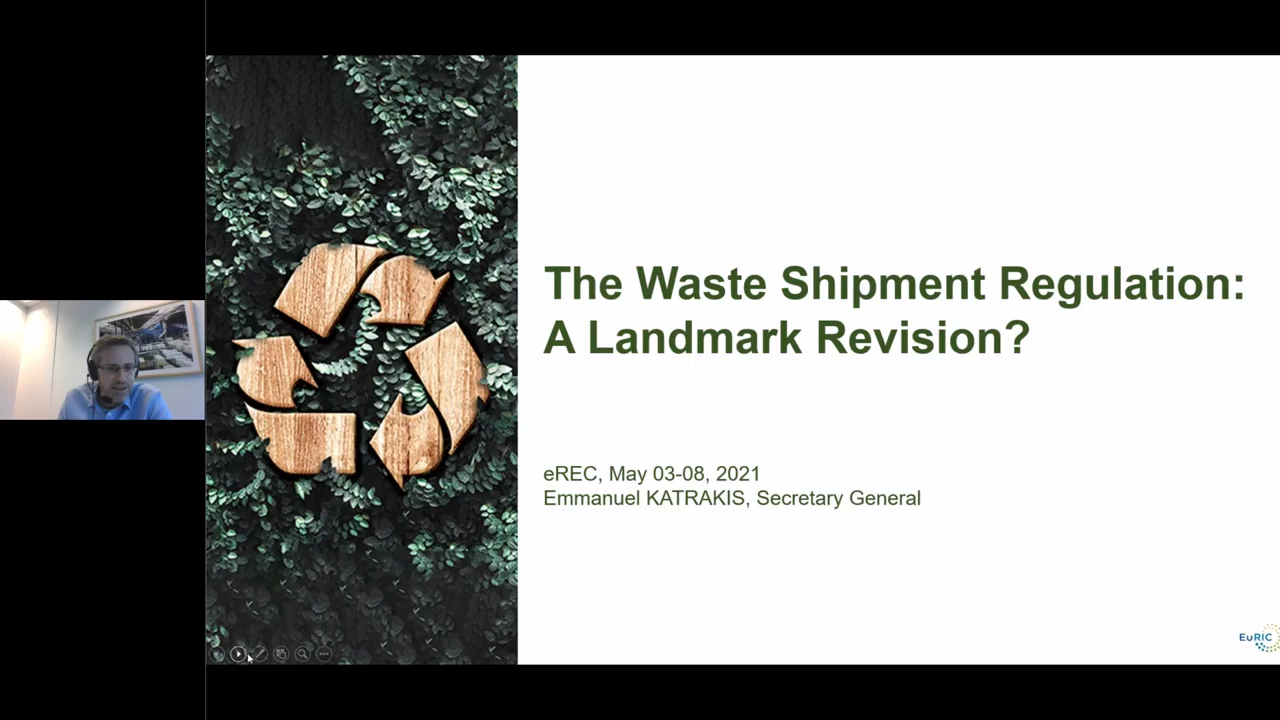 The Waste Shipment Regulation:
A Landmark Revision?
eREC, May 03-08, 2021
Emmanuel KATRAKIS, Secretary General
EuRIC